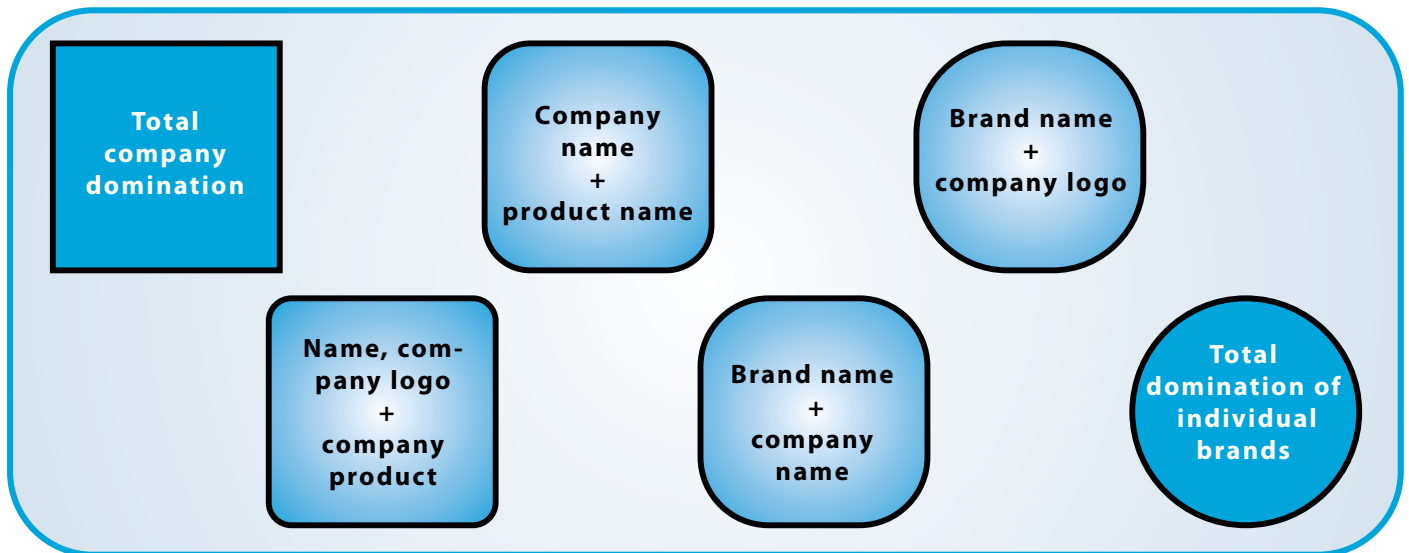 Total
company
domination
Company
name
+
product name
Brand name
+
company logo
Name, com-
pany logo
+
company
product
Brand name
+
company
name
Total
domination of
individual
brands